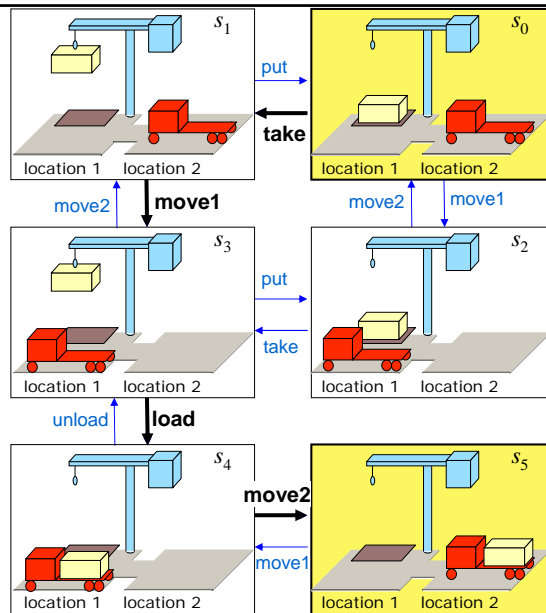 s1
put
s0
take
location 1 location 2
location 1 location 2
move2
move1
move2
move1
s3
put
s2
take
location 1 location 2
location 1 location 2
unload
load
s4
move2
s5
move1
location 1 location 2
location 1 location 2